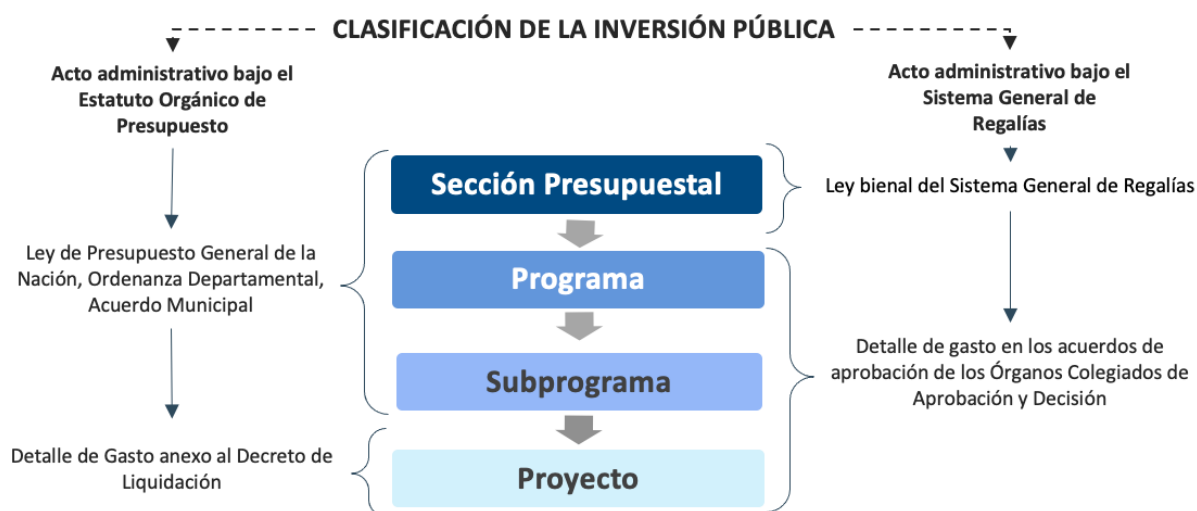 CLASIFICACIÓN DE LA INVERSIÓN PÚBLICA
Acto administrativo bajo el
Estatuto Orgánico de
Presupuesto
Ley de Presupuesto General de la
Nación, Ordenanza Departamental,
Acuerdo Municipal
Detalle de Gasto anexo al Decreto de
Liquidación
Sección Presupuestal
Programa
Subprograma
Proyecto
Acto administrativo bajo el
Sistema General de
Regalías
Ley bienal del Sistema General de Regalías
Detalle de gasto en los acuerdos de
aprobación de los Órganos Colegiados de
Aprobación y Decisión